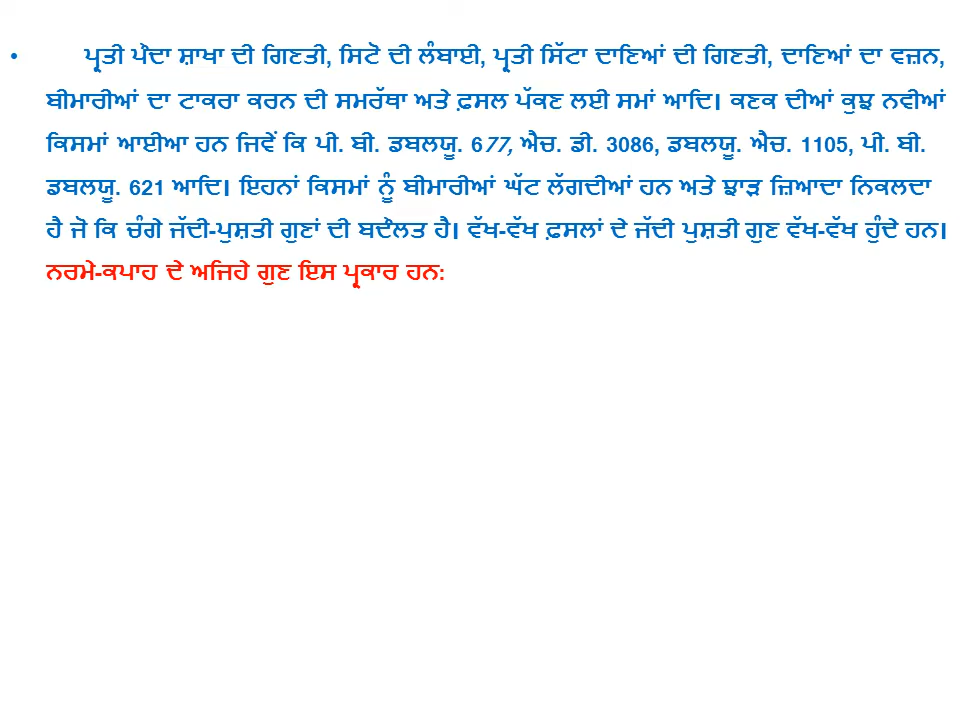 • ਪ੍ਰਤੀ ਪੌਦਾ ਸ਼ਾਖਾ ਦੀ ਗਿਣਤੀ, ਸਿਟੋ ਦੀ ਲੰਬਾਈ, ਪ੍ਰਤੀ ਸਿੱਟਾ ਦਾਣਿਆਂ ਦੀ ਗਿਣਤੀ, ਦਾਣਿਆਂ ਦਾ ਵਜ਼ਨ,
ਬੀਮਾਰੀਆਂ ਦਾ ਟਾਕਰਾ ਕਰਨ ਦੀ ਸਮਰੱਥਾ ਅਤੇ ਫ਼ਸਲ ਪੱਕਣ ਲਈ ਸਮਾਂ ਆਦਿ। ਕਣਕ ਦੀਆਂ ਕੁਝ ਨਵੀਆਂ
ਕਿਸਮਾਂ ਆਈਆ ਹਨ ਜਿਵੇਂ ਕਿ ਪੀ. ਬੀ. ਡਬਲਯੂ. 677, ਐਚ. ਡੀ. 3086, ਡਬਲਯੂ. ਐਚ. 1105, ਪੀ. ਬੀ.
ਡਬਲਯੂ. 621 ਆਦਿ। ਇਹਨਾਂ ਕਿਸਮਾਂ ਨੂੰ ਬੀਮਾਰੀਆਂ ਘੱਟ ਲੱਗਦੀਆਂ ਹਨ ਅਤੇ ਝਾੜ ਜ਼ਿਆਦਾ ਨਿਕਲਦਾ
ਹੈ ਜੋ ਕਿ ਚੰਗੇ ਜੱਦੀ-ਪੁਸ਼ਤੀ ਗੁਣਾਂ ਦੀ ਬਦੌਲਤ ਹੈ। ਵੱਖ-ਵੱਖ ਫ਼ਸਲਾਂ ਦੇ ਜੱਦੀ ਪੁਸ਼ਤੀ ਗੁਣ ਵੱਖ-ਵੱਖ ਹੁੰਦੇ ਹਨ।
ਨਰਮੇ-ਕਪਾਹ ਦੇ ਅਜਿਹੇ ਗੁਣ ਇਸ ਪ੍ਰਕਾਰ ਹਨ: